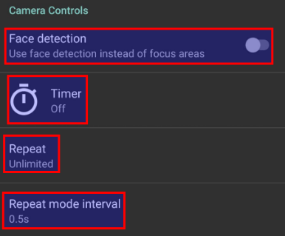 Camera Controls
Face detection
Use face detection instead of focus areas
Timer
Off
Repeat
Unlimited
Repeat mode interval
0.5s